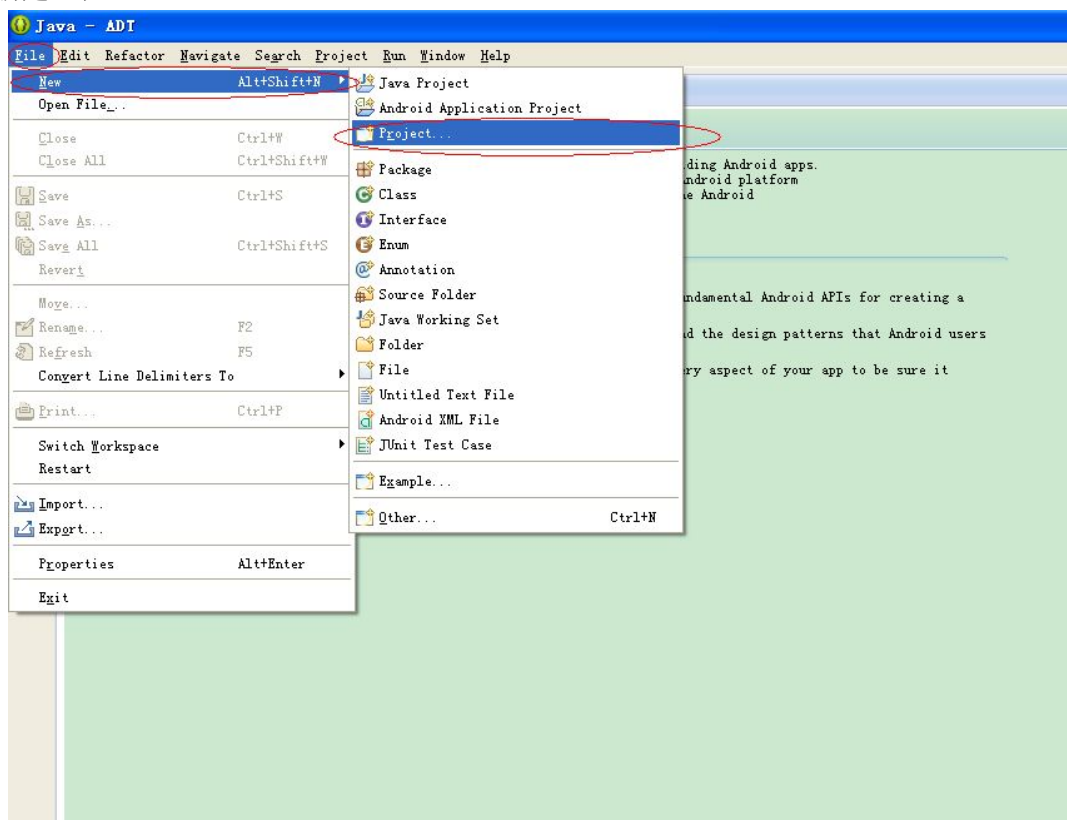 Java - ADT
File Edit Refactor Navigate Search Project Run Window Help
New Alt+Shift+N
Open File...
Close Ctrl+W
Close All Ctrl+Shift+W
Save Ctrl+S
Save As...
Save All Ctrl+Shift+S
Revert
Move...
Rename... F2
Refresh F5
Convert Line Delimiters To
Print... Ctrl+P
Switch Workspace
Restart
Import...
Export...
Properties Alt+Enter
Exit
Java Project
Android Application Project
Project...
Package
Class
Interface
Enum
Annotation
Source Folder
Java Working Set
Folder
File
Untitled Text File
Android XML File
JUnit Test Case
Example...
Other... Ctrl+N
ding Android apps.
ndroid platform
e Android
ndamental Android APIs for creating a
d the design patterns that Android users
ry aspect of your app to be sure it